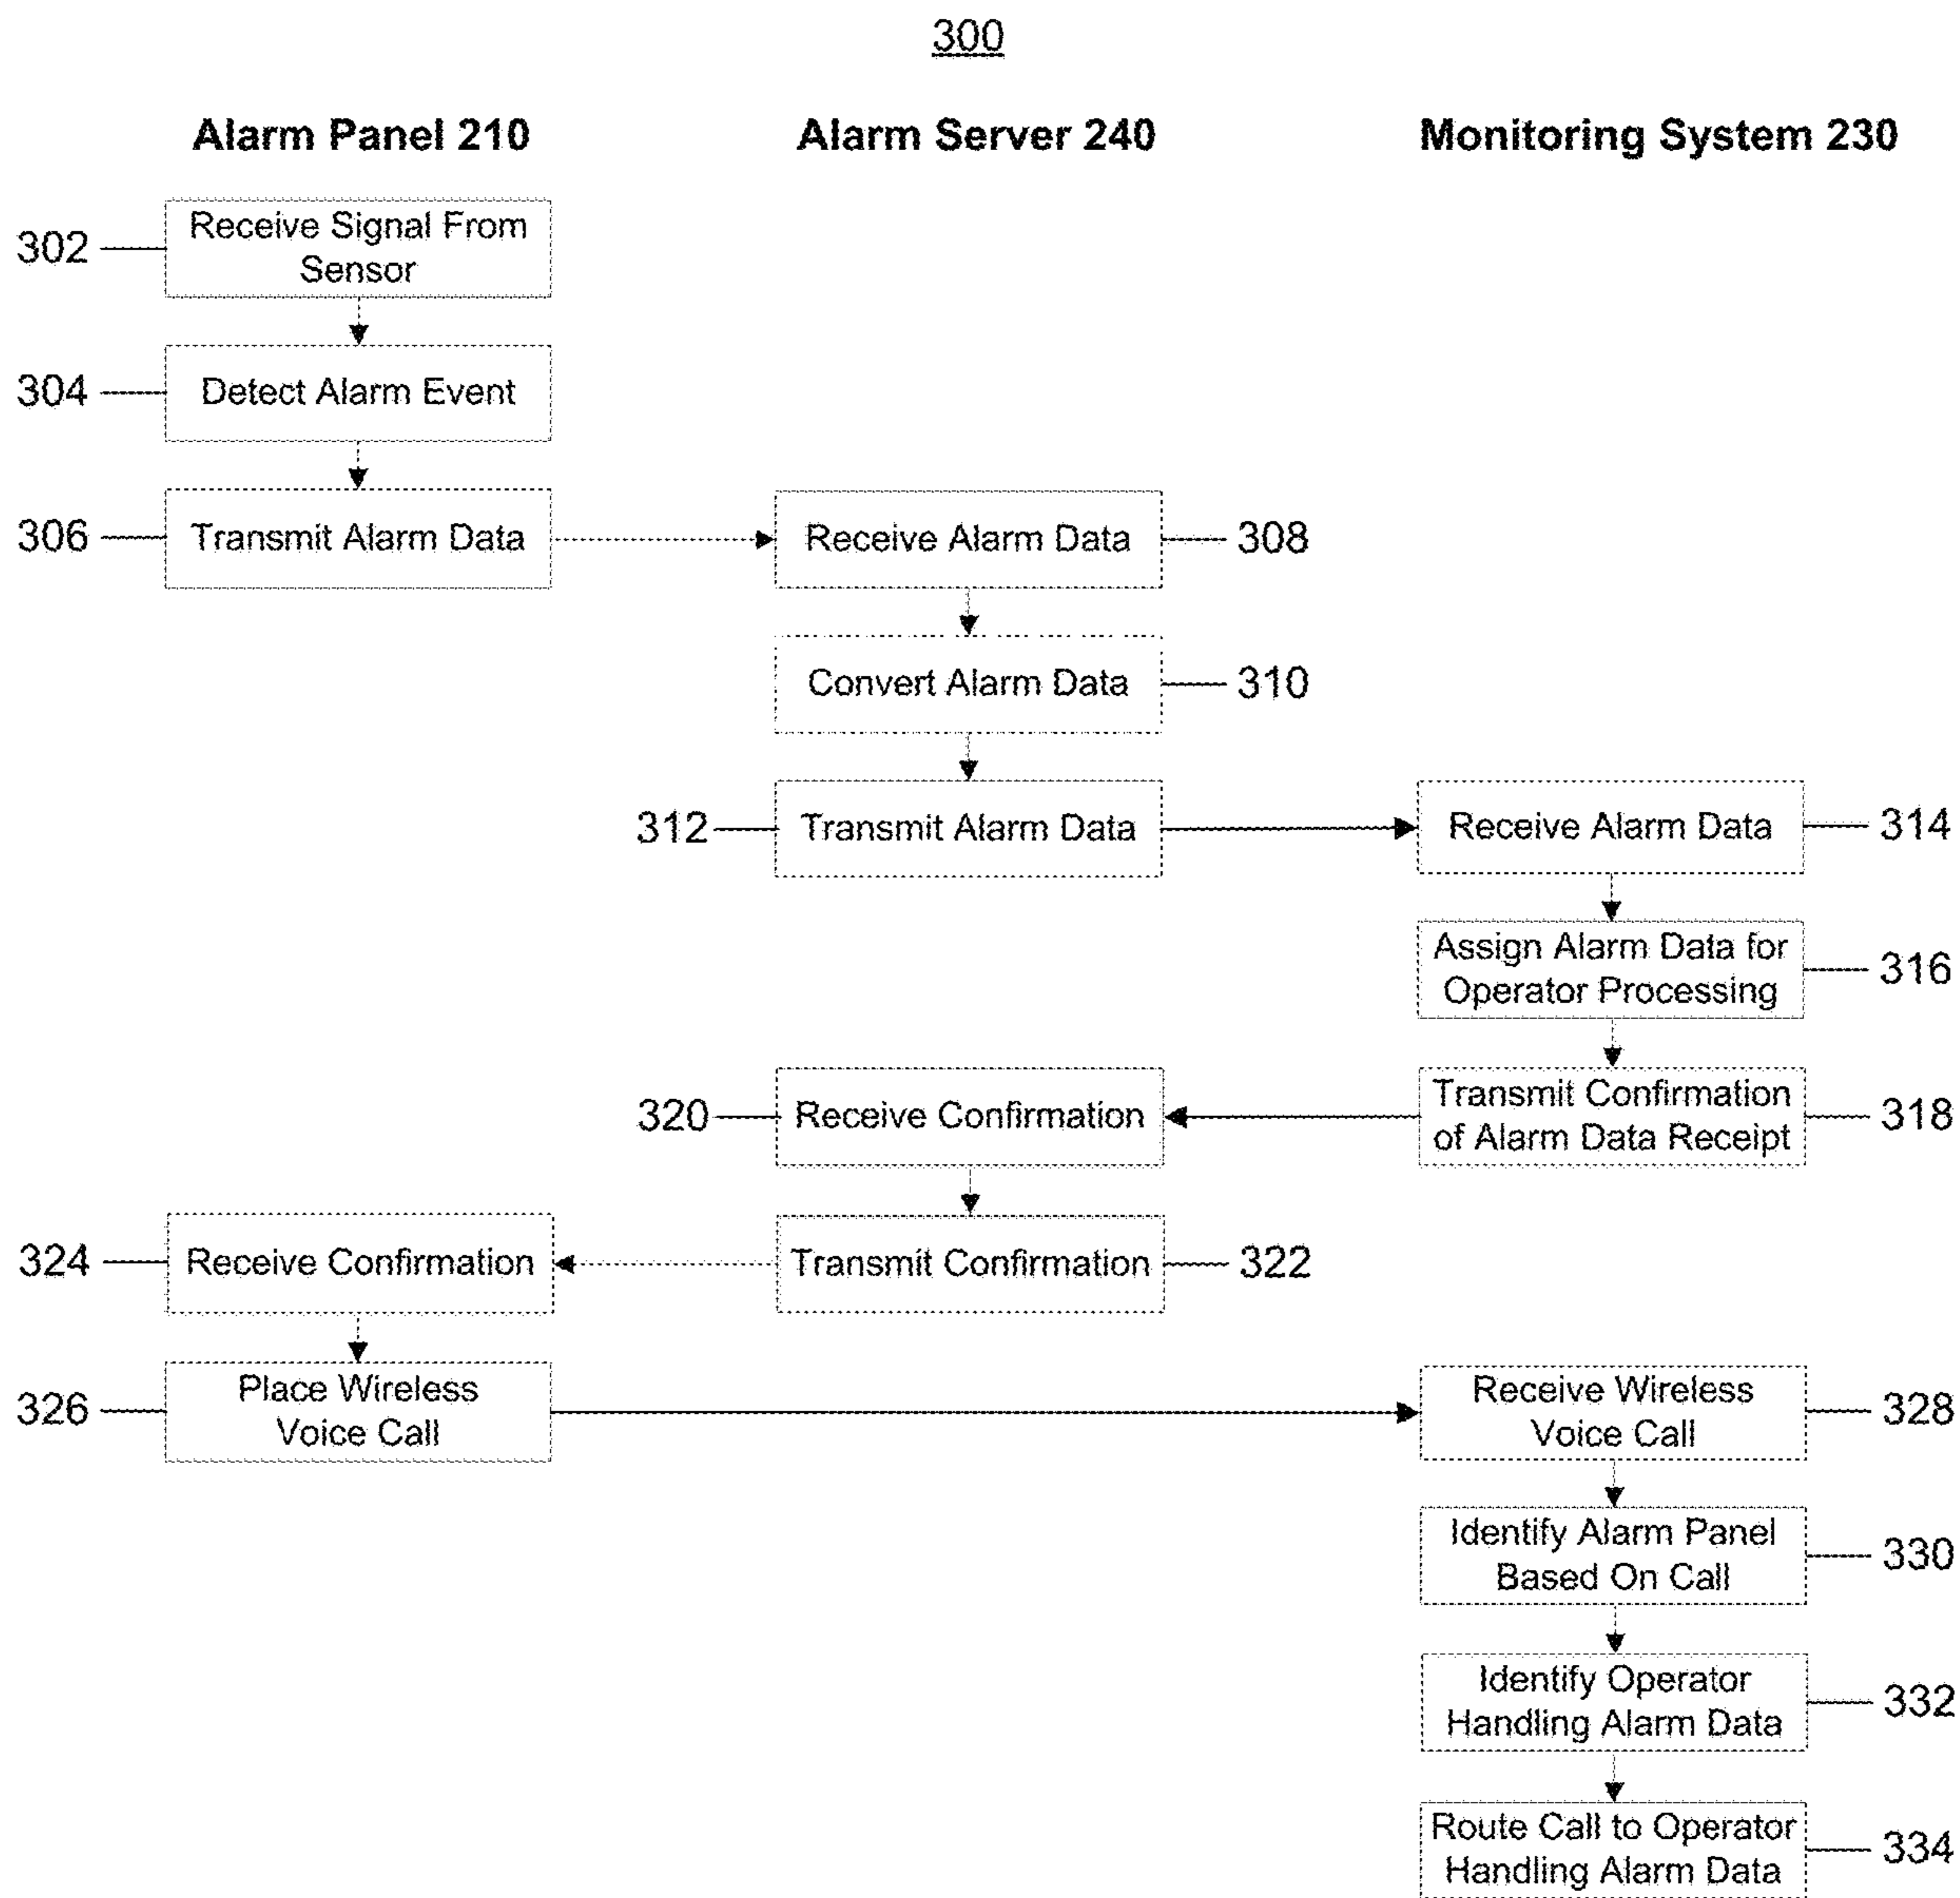 300
Alarm Panel 210
Alarm Server 240
Monitoring System 230
302
Receive Signal From
Sensor
304
Detect Alarm Event
306
Transmit Alarm Data
Receive Alarm Data
308
Convert Alarm Data
310
312
Transmit Alarm Data
Receive Alarm Data
314
Assign Alarm Data for
Operator Processing
316
320
Receive Confirmation
Transmit Confirmation
of Alarm Data Receipt
318
324
Receive Confirmation
Transmit Confirmation
322
326
Place Wireless
Voice Call
Receive Wireless
Voice Call
328
Identify Alarm Panel
Based On Call
330
Identify Operator
Handling Alarm Data
332
Route Call to Operator
Handling Alarm Data
334